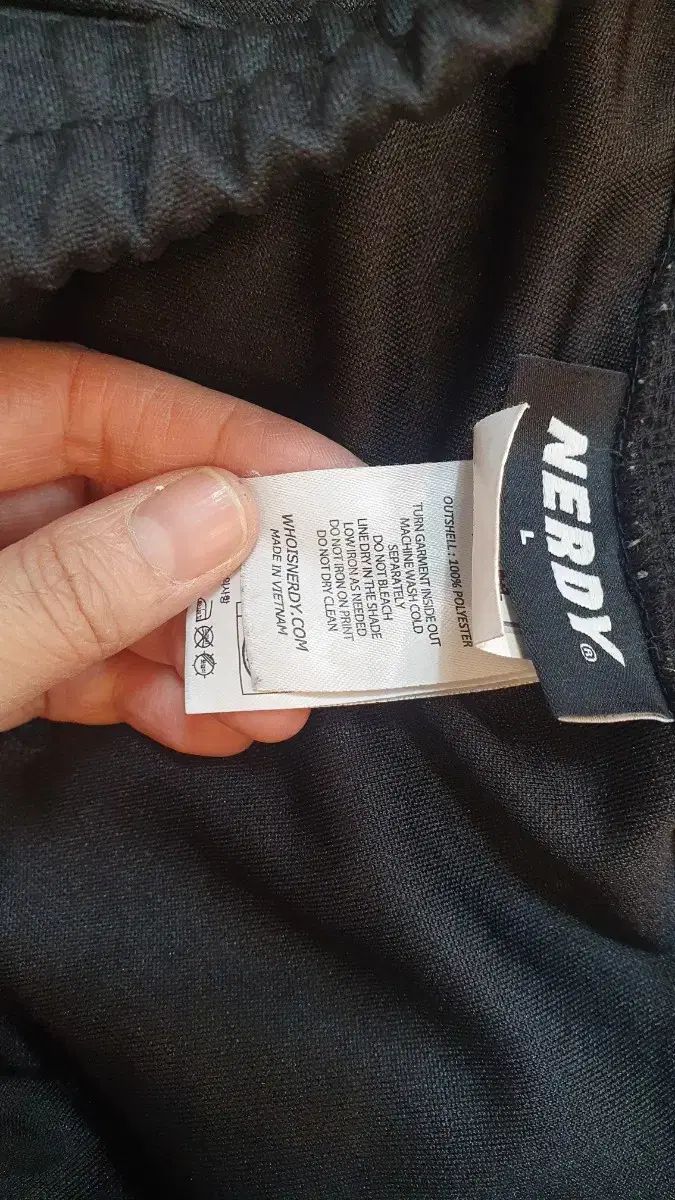 NERDY®
L
OUTSHELL : 100% POLYESTER
TURN GARMENT INSIDE OUT
MACHINE WASH COLD
SEPARATELY
DO NOT BLEACH
LINE DRY IN THE SHADE
LOW IRON AS NEEDED
DO NOT IRON ON PRINT
DO NOT DRY CLEAN
WHOISNERDY.COM
MADE IN VIETNAM